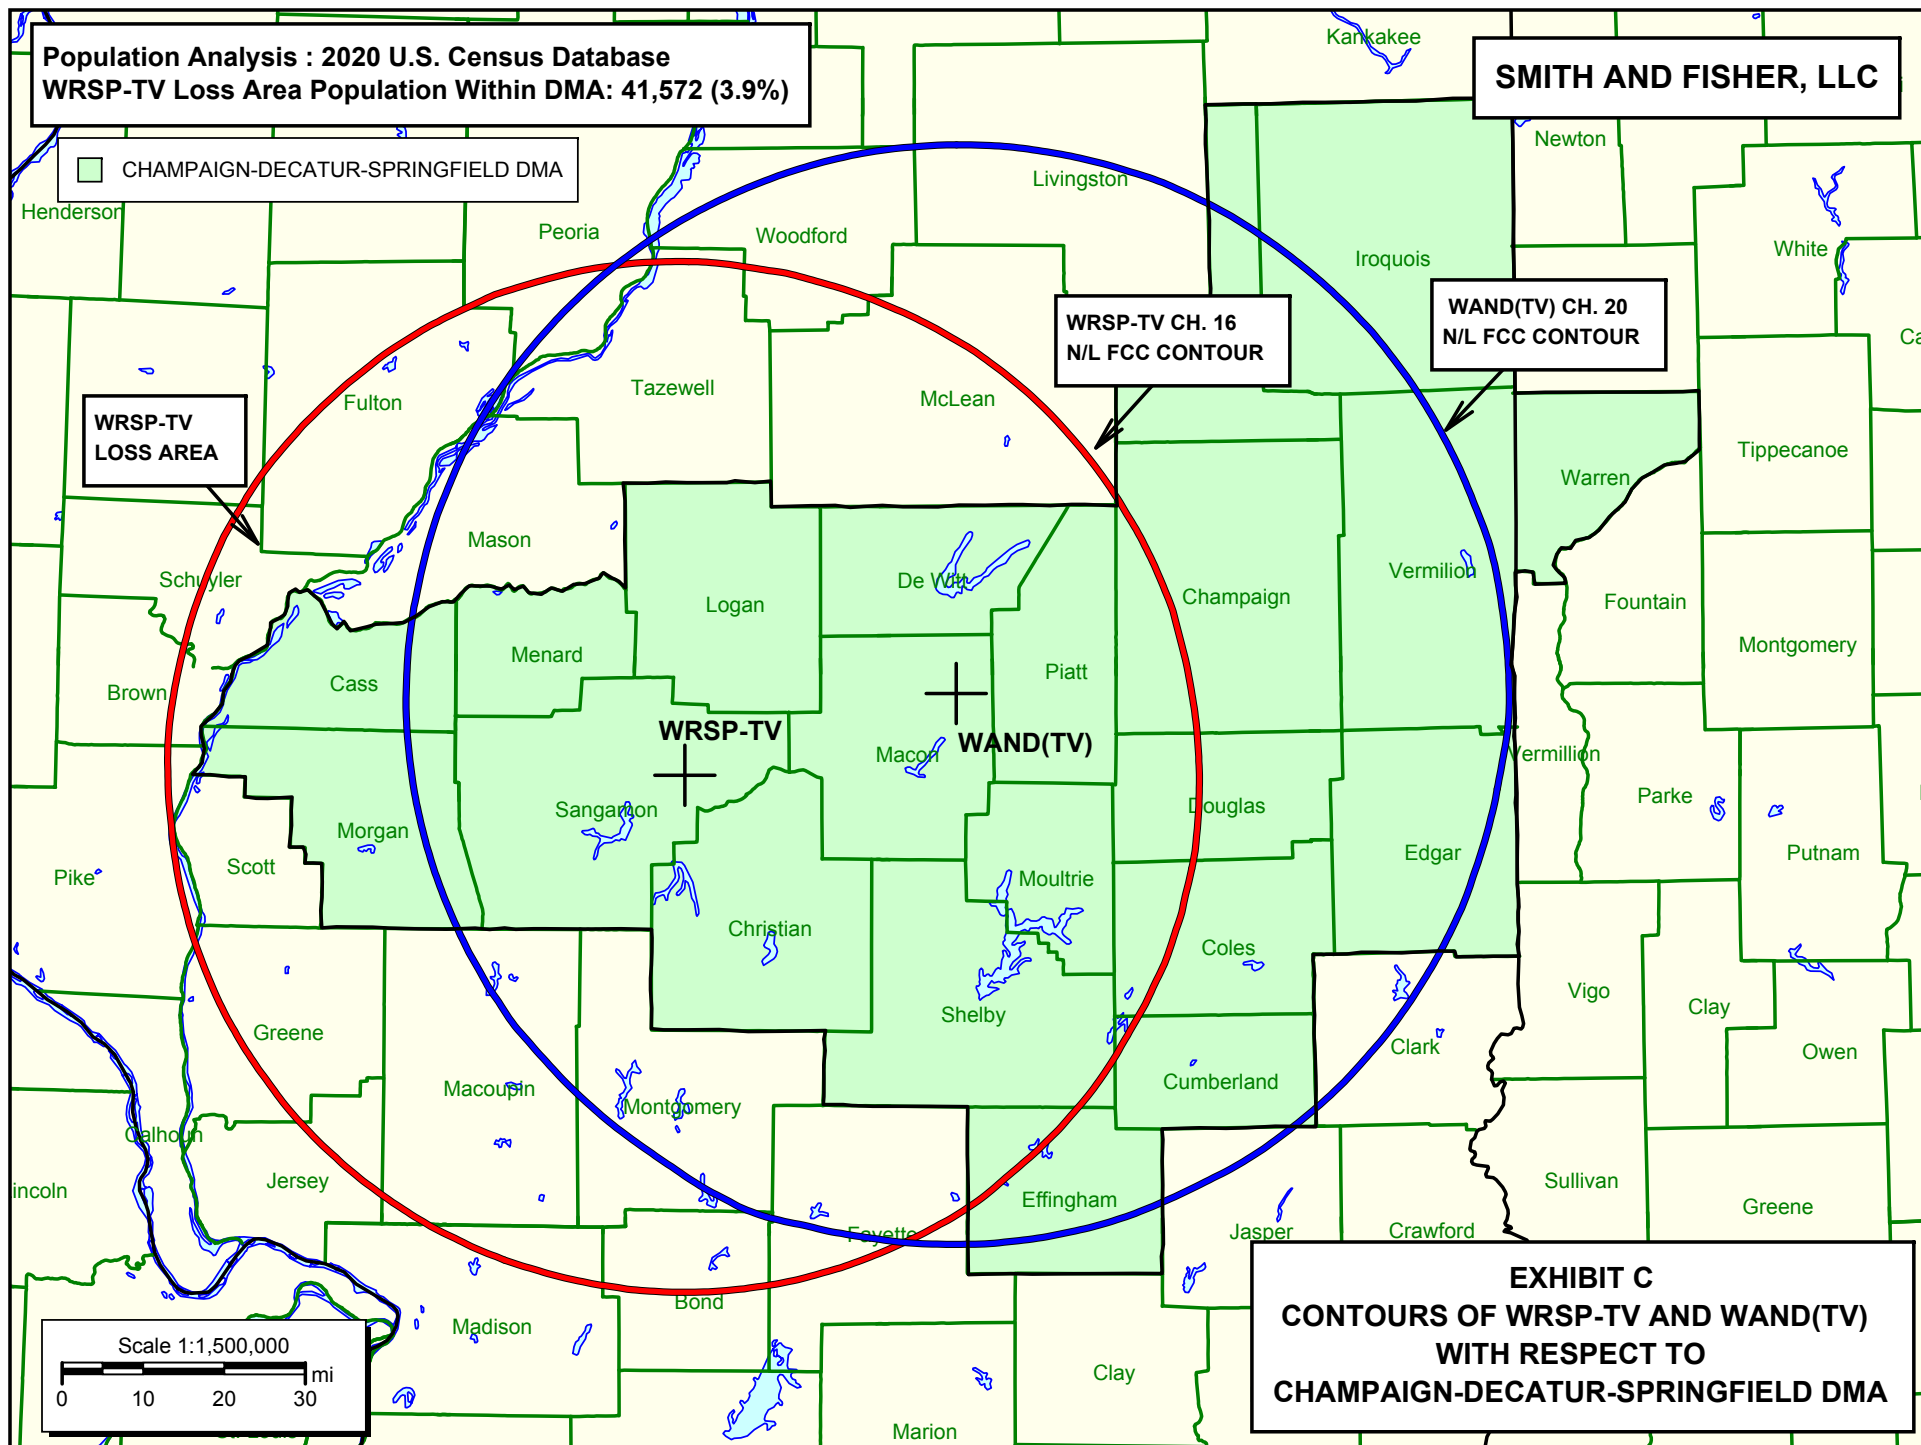 Population Analysis : 2020 U.S. Census Database
WRSP-TV Loss Area Population Within DMA: 41,572 (3.9%)
SMITH AND FISHER, LLC
CHAMPAIGN-DECATUR-SPRINGFIELD DMA
Kankakee
Newton
Livingston
Henderson
Peoria
Woodford
White
Iroquois
WRSP-TV CH. 16
N/L FCC CONTOUR
WAND(TV) CH. 20
N/L FCC CONTOUR
Tazewell
McLean
Fulton
WRSP-TV
LOSS AREA
Tippecanoe
Warren
Mason
Schuyler
De Witt
Vermilion
Logan
Champaign
Fountain
Menard
Montgomery
Piatt
Cass
Brown
WRSP-TV
WAND(TV)
Macon
Vermillion
Parke
Sangamon
Douglas
Morgan
Edgar
Putnam
Scott
Pike
Moultrie
Christian
Coles
Vigo
Clay
Shelby
Greene
Clark
Owen
Macoupin
Cumberland
Montgomery
Calhoun
Jersey
incoln
Effingham
Sullivan
Greene
Fayette
Jasper
Crawford
Bond
Madison
Clay
Marion
EXHIBIT C
CONTOURS OF WRSP-TV AND WAND(TV)
WITH RESPECT TO
CHAMPAIGN-DECATUR-SPRINGFIELD DMA
Scale 1:1,500,000
mi
0 10 20 30